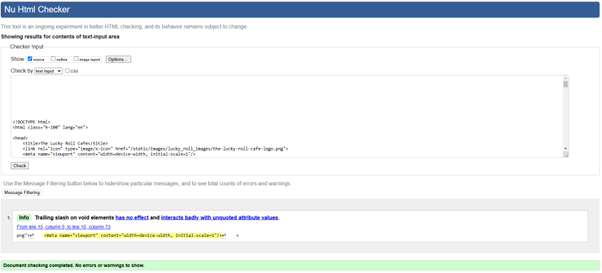 Nu Html Checker
This tool is an ongoing experiment in better HTML checking, and its behavior remains subject to change
Showing results for contents of text-input area
Checker Input
Show source outline image report Options...
Check by text input css
<!DOCTYPE html>
<html class="h-100" lang="en">
<head>
<title>The Lucky Roll Cafe</title>
<link rel="icon" type="image/x-icon" href="/static/images/lucky_roll_images/the-lucky-roll-cafe-logo.png">
<meta name="viewport" content="width=device-width, initial-scale=1"/>
Check
Use the Message Filtering button below to hide/show particular messages, and to see total counts of errors and warnings.
Message Filtering
1. Info Trailing slash on void elements has no effect and interacts badly with unquoted attribute values.
From line 15, column 5; to line 15, column 73
png">↩ <meta name="viewport" content="width=device-width, initial-scale=1"/>↩ <
Document checking completed. No errors or warnings to show.